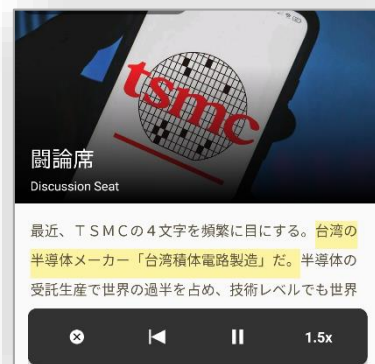 tsmc
闘論席
Discussion Seat
最近、ＴＳＭＣの４文字を頻繁に目にする。台湾の
半導体メーカー「台湾積体電路製造」だ。半導体の
受託生産で世界の過半を占め、技術レベルでも世界
1.5x